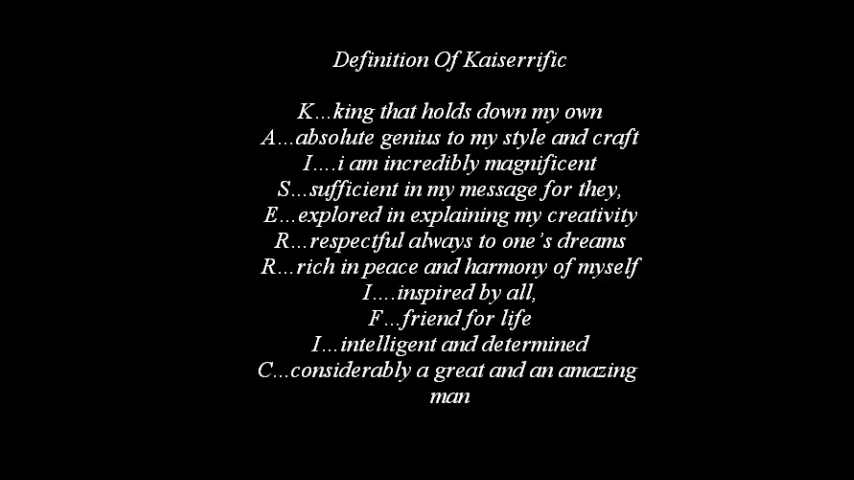 Definition Of Kaiserrific
K...king that holds down my own
A...absolute genius to my style and craft
I....i am incredibly magnificent
S...sufficient in my message for they,
E...explored in explaining my creativity
R...respectful always to one's dreams
R...rich in peace and harmony of myself
I....inspired by all,
F...friend for life
I...intelligent and determined
C...considerably a great and an amazing
man